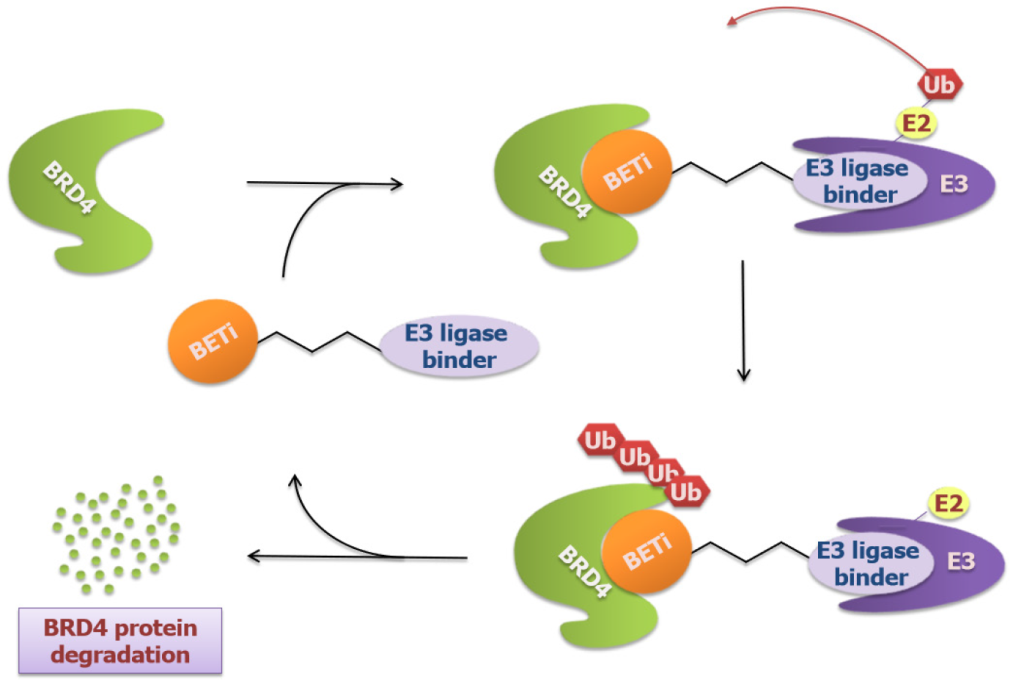 BRD4
BRD4
BETi
E3 ligase
binder
E3
E2
Ub
BETi
E3 ligase
binder
Ub
Ub
Ub
Ub
BRD4
BETi
E3 ligase
binder
E3
E2
BRD4 protein
degradation